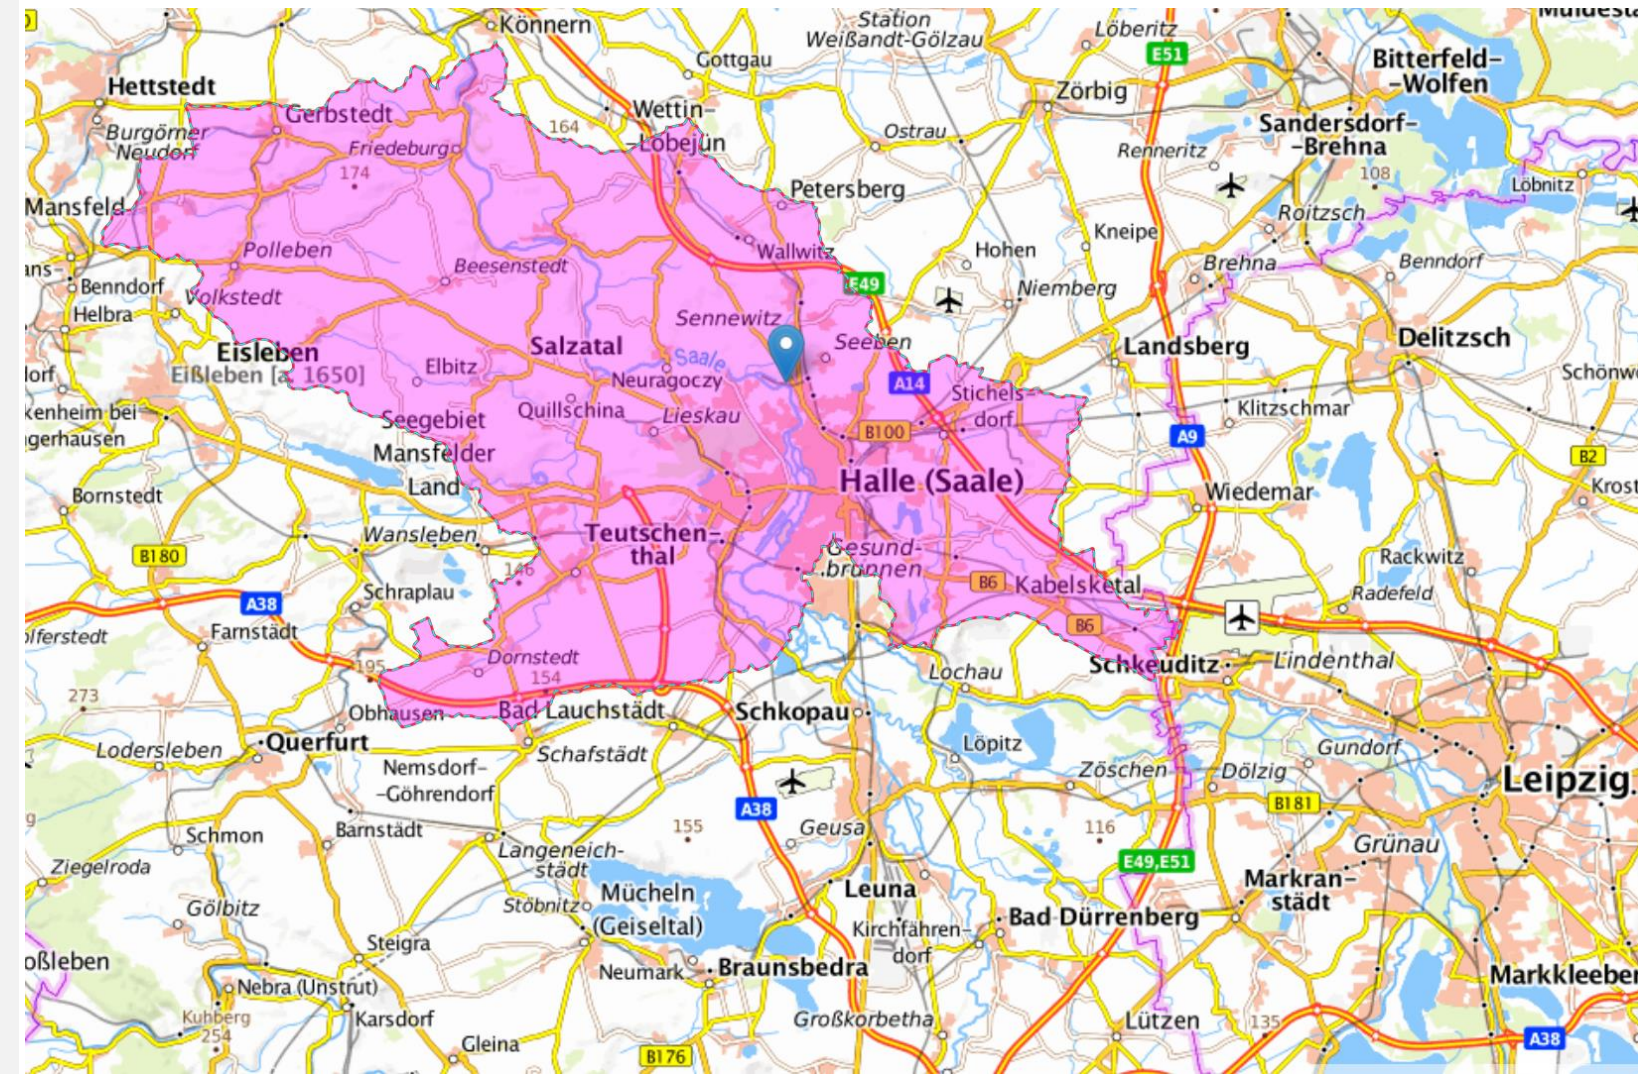 Könnern
Station
Weißandt-Gölzau
Löberitz
E51
Gottgau
Bitterfeld-
-Wolfen
Hettstedt
Zörbig
Gerbstedt
Wettin-
-Löbejün
164
Burgörner
Neudorf
Friedeburg
Ostrau
Sandersdorf-
-Brehna
Renneritz
174
108
Löbnitz
Petersberg
Mansfeld-
Roitzsch
Kneipe
Polleben
Wallwitz
Hohen
Beesenstedt
Brehna
Benndorf
Benndorf
E49
Niemberg
Volkstedt
Helbra
Sennewitz
Seeben
Delitzsch
Eisleben
Salzatal
Landsberg
Eißleben [a. 1650]
Elbitz
Saale
Neuragoczy
A14
Stichels-
dorf
Quillschina
Lieskau
Klitzschmar
Seegebiet
Mansfelder
Land
B100
A9
B2
Halle (Saale)
Bornstedt
Wiedemar
Wansleben
Teutschen-
thal
B180
Gesund-
brunnen
Rackwitz
146
B6
Kabelsketal
Schraplau
A38
Radefeld
B6
Farnstädt
Dornstedt
195
154
Schkeuditz
Lindenthal
Lochau
273
Obhausen
Bad Lauchstädt
Schkopau
Querfurt
Lodersleben
Schafstädt
Löpitz
Gundorf
Nemsdorf-
-Göhrendorf
Zöschen
Dölzig
Leipzig
A38
B181
Schmon
Barnstädt
155
Geusa
116
Grünau
Langeneich-
städt
E49,E51
Ziegelroda
Mücheln
(Geiseltal)
Leuna
Markran-
städt
Gölbitz
Stöbnitz
Bad Dürrenberg
Steigra
Kirchfähren-
dorf
Neumark
Braunsbedra
Nebra (Unstrut)
Kuhberg
254
Karsdorf
Großkorbetha
Lützen
135
Gleina
B176
A38